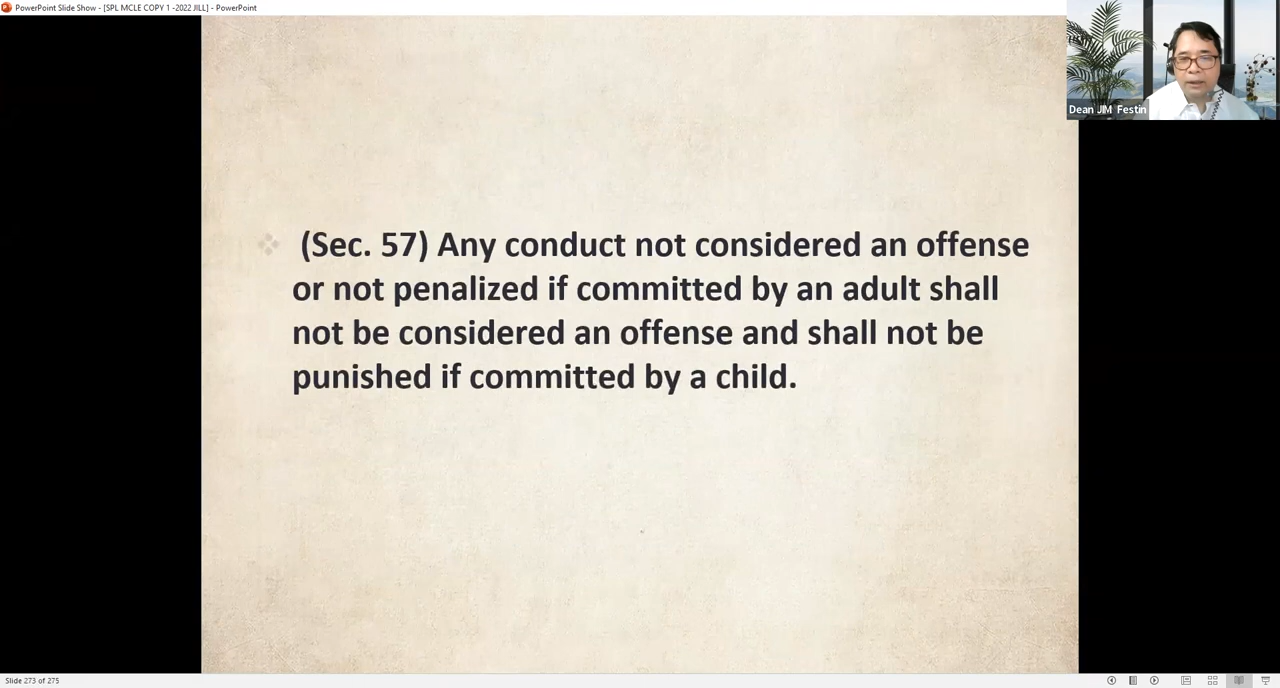 PowerPoint Slide Show - [SPL MCLE COPY 1 -2022 JILL] - PowerPoint
Dean JIM Festin
(Sec. 57) Any conduct not considered an offense
or not penalized if committed by an adult shall
not be considered an offense and shall not be
punished if committed by a child.
Slide 273 of 275